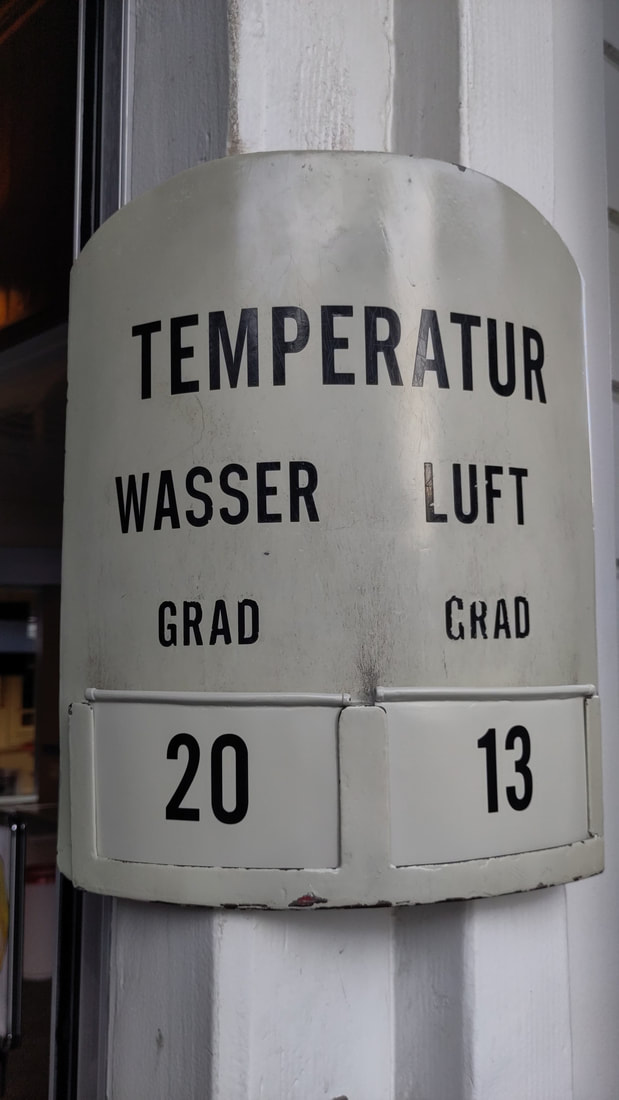 TEMPERATUR
WASSER LUFT
GRAD GRAD
20 13